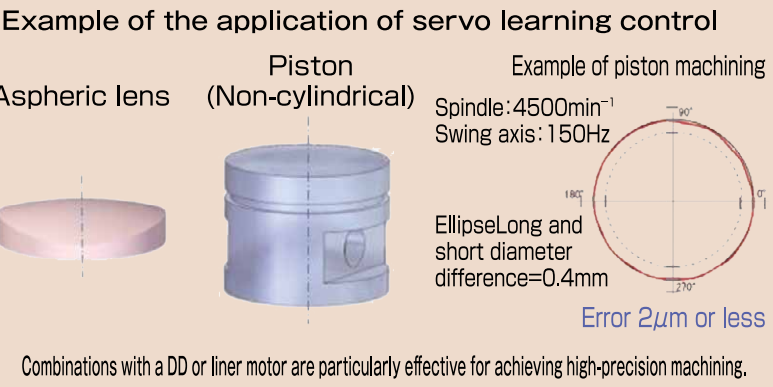 Example of the application of servo learning control
Aspheric lens
Piston
(Non-cylindrical)
Example of piston machining
Spindle:4500min⁻¹
Swing axis:150Hz
EllipseLong and
short diameter
difference=0.4mm
90°
180°
0°
270°
Error 2μm or less
Combinations with a DD or liner motor are particularly effective for achieving high-precision machining.